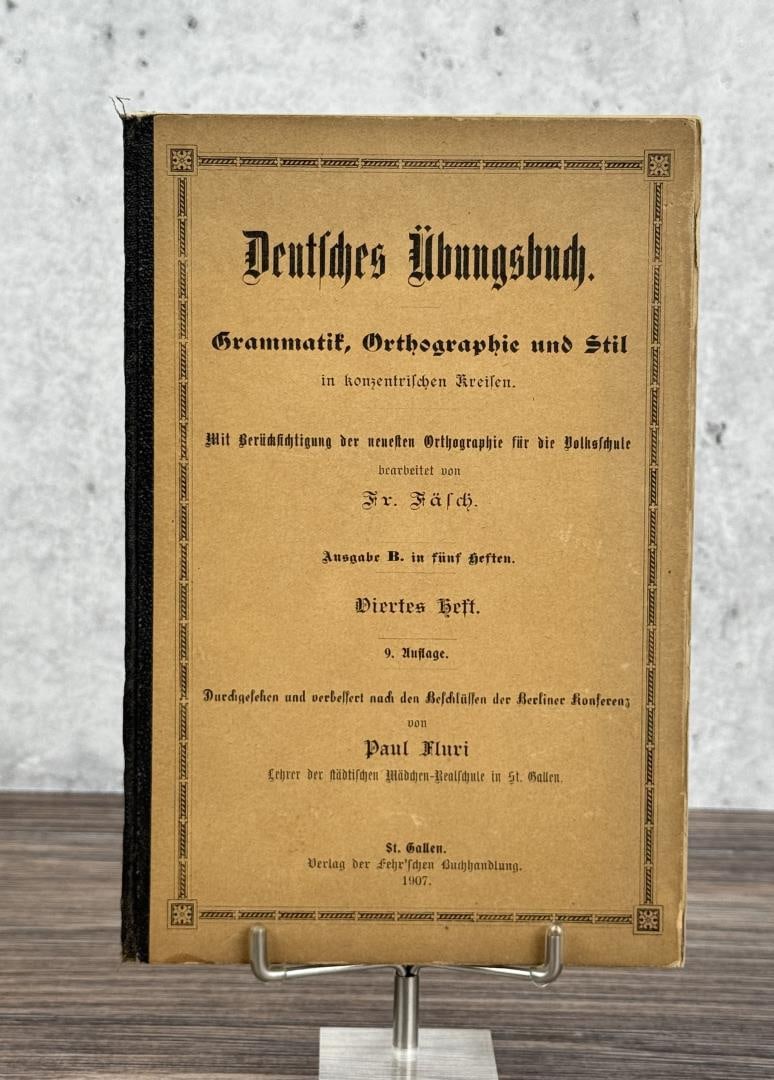 Deutsches Übungsbuch.
Grammatik, Orthographie und Stil
in konzentrischen Kreisen.
Mit Berücksichtigung der neuesten Orthographie für die Volksschule
bearbeitet von
Fr. Fäsch.
Ausgabe B. in fünf Heften.
Viertes Heft.
9. Auflage.
Durchgesehen und verbessert nach den Beschlüssen der Berliner Konferenz
von
Paul Fluri
Lehrer der städtischen Mädchen-Realschule in St. Gallen.
St. Gallen.
Verlag der Fehr'schen Buchhandlung.
1907.